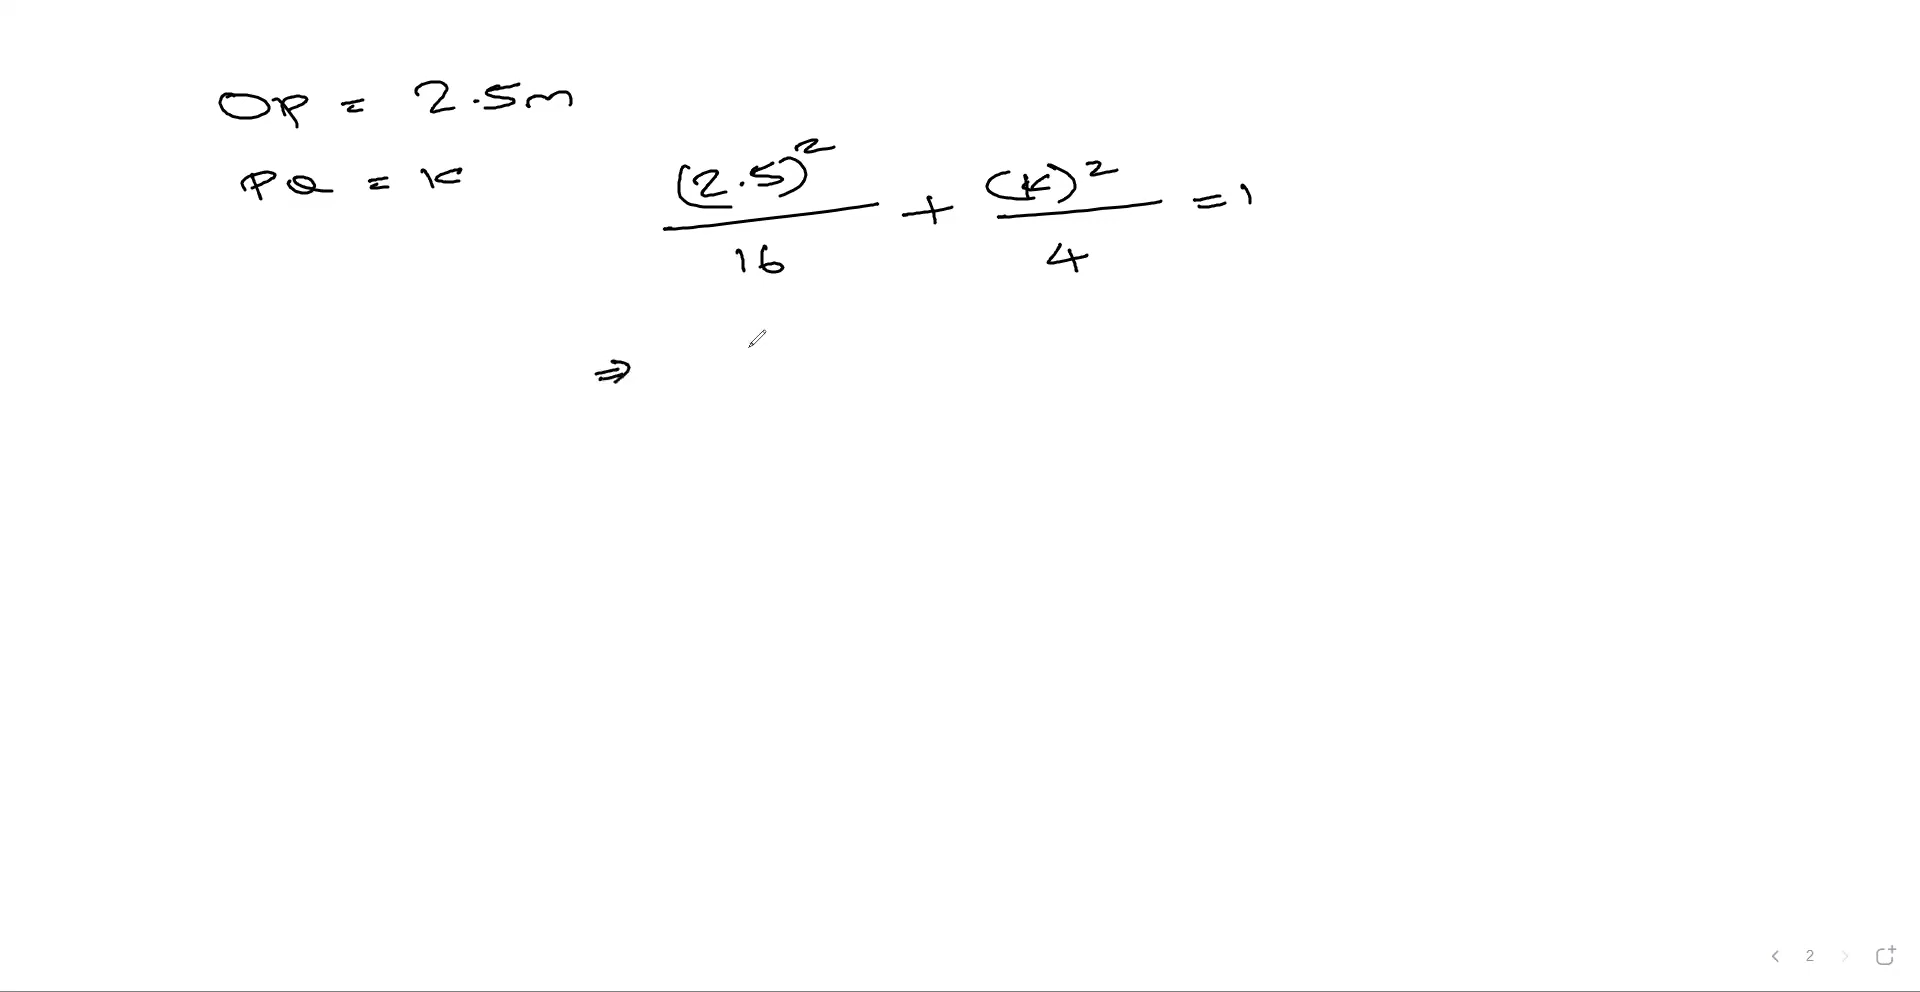 OP = 2.5m
PQ = K
(2.5)² / 16 + (K)² / 4 = 1
⇒
2